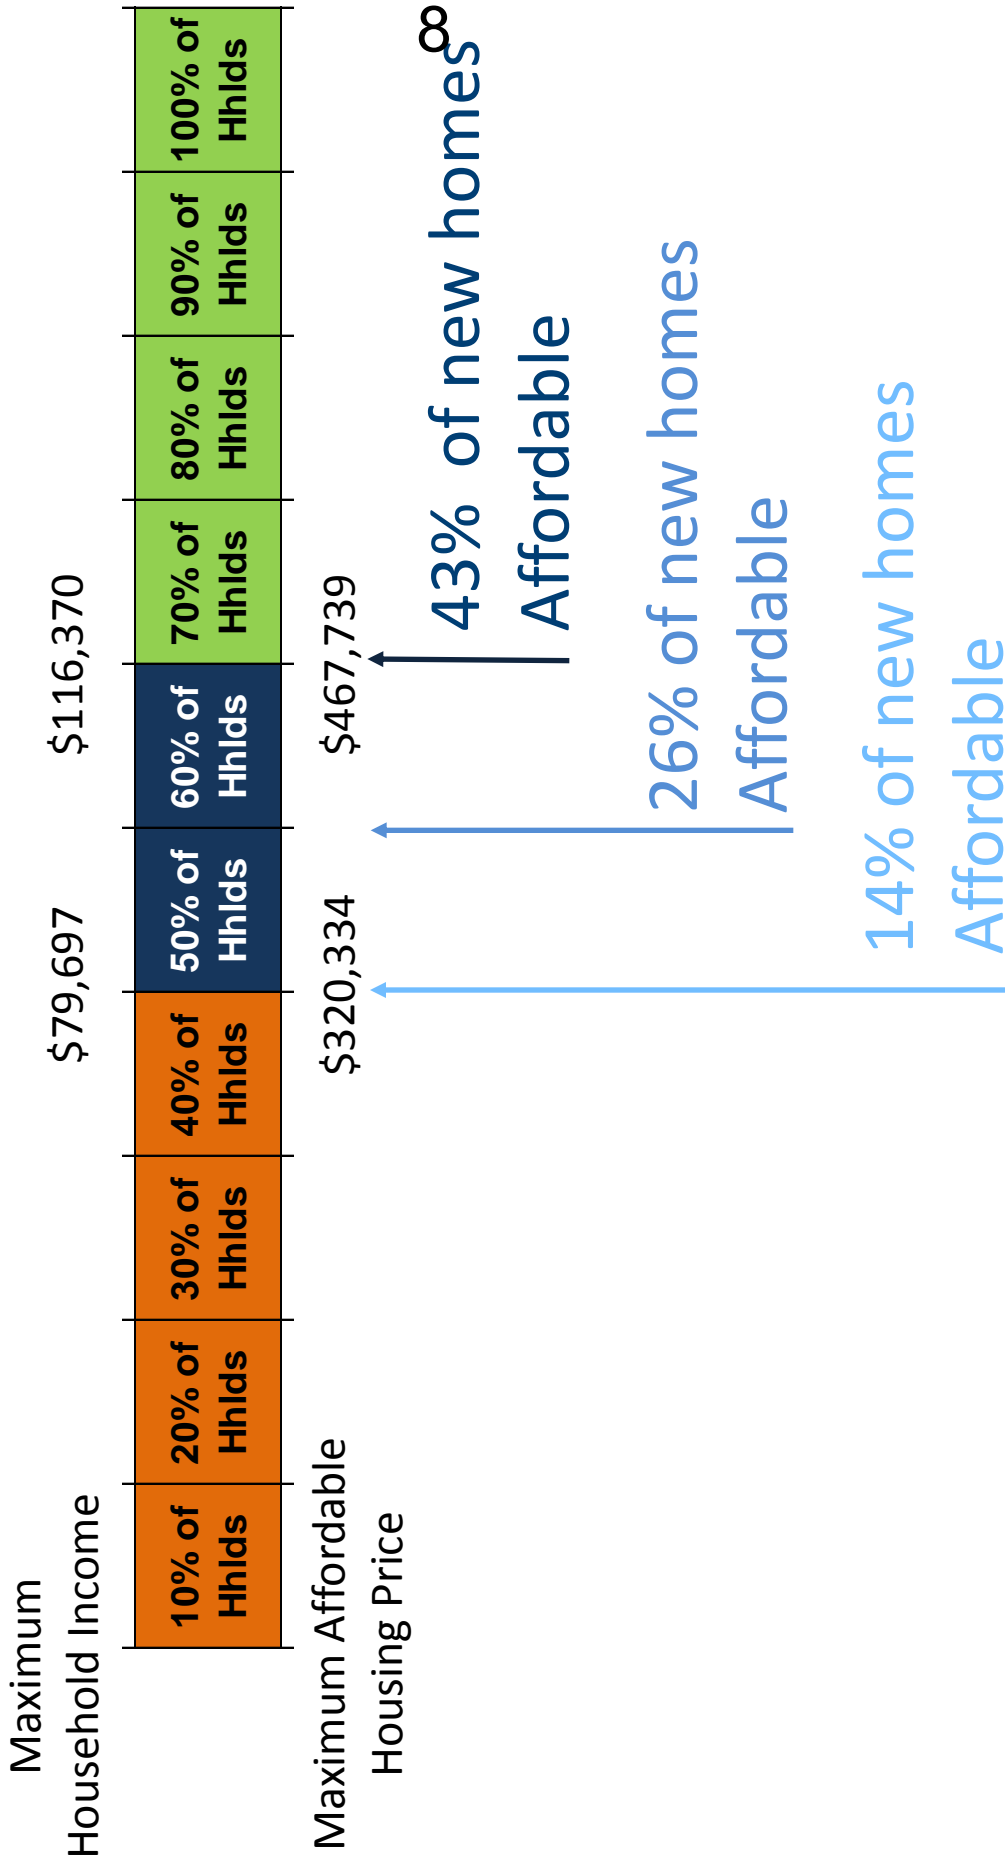 Maximum
Household Income
$79,697
$116,370
10% of
Hhlds
20% of
Hhlds
30% of
Hhlds
40% of
Hhlds
50% of
Hhlds
60% of
Hhlds
70% of
Hhlds
80% of
Hhlds
90% of
Hhlds
100% of
Hhlds
Maximum Affordable
Housing Price
$320,334
$467,739
8
43% of new homes
Affordable
26% of new homes
Affordable
14% of new homes
Affordable